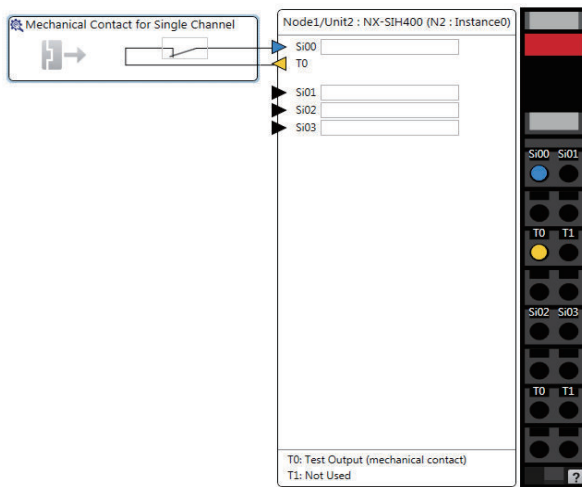 Mechanical Contact for Single Channel
Node1/Unit2 : NX-SIH400 (N2 : Instance0)
Si00
T0
Si01
Si02
Si03
T0: Test Output (mechanical contact)
T1: Not Used
Si00 Si01
T0 T1
Si02 Si03
T0 T1
?